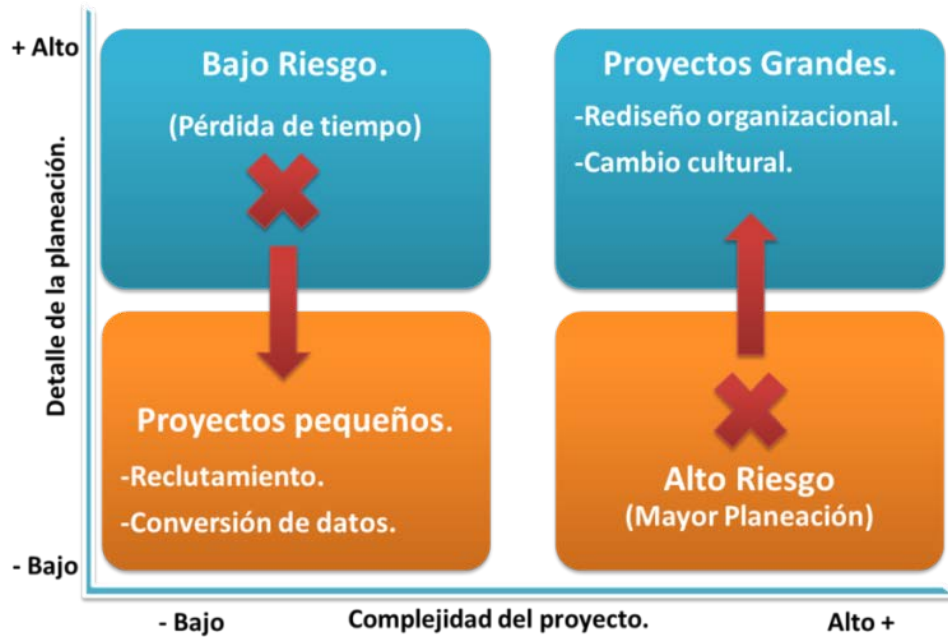 + Alto
Detalle de la planeación.
- Bajo
Bajo Riesgo.
(Pérdida de tiempo)
Proyectos Grandes.
-Rediseño organizacional.
-Cambio cultural.
Proyectos pequeños.
-Reclutamiento.
-Conversión de datos.
Alto Riesgo
(Mayor Planeación)
- Bajo
Complejidad del proyecto.
Alto +